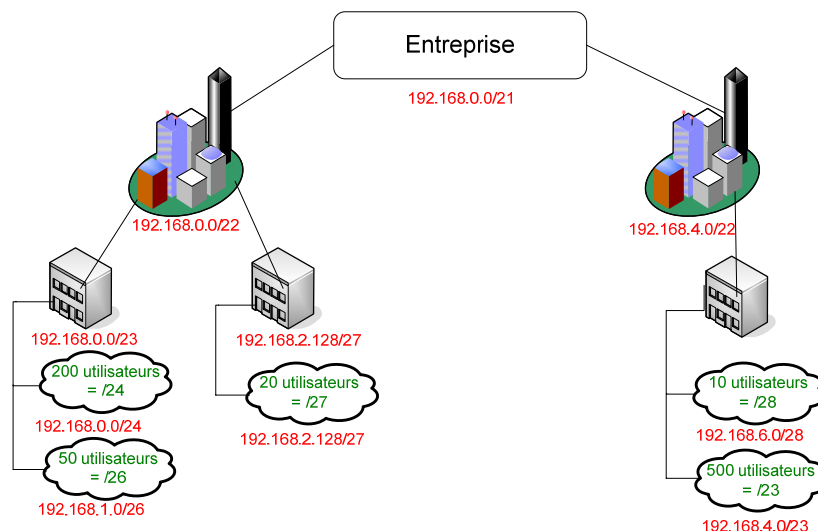 Entreprise
192.168.0.0/21
192.168.0.0/22
192.168.4.0/22
192.168.0.0/23
200 utilisateurs
= /24
192.168.0.0/24
50 utilisateurs
= /26
192.168.1.0/26
192.168.2.128/27
20 utilisateurs
= /27
192.168.2.128/27
10 utilisateurs
= /28
192.168.6.0/28
500 utilisateurs
= /23
192.168.4.0/23